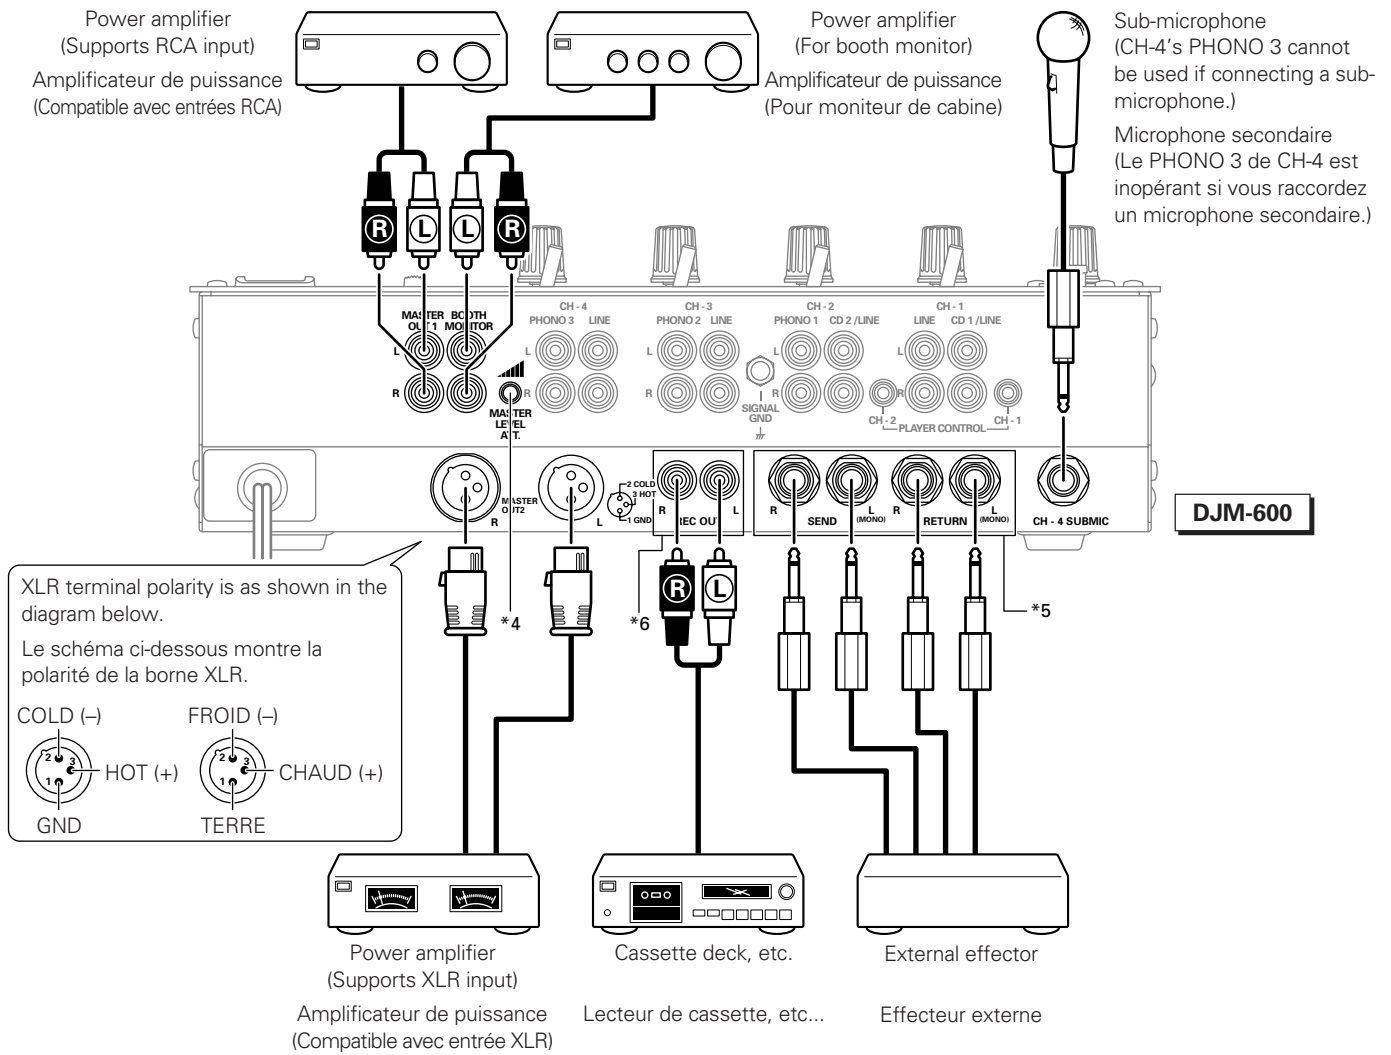 Power amplifier
(Supports RCA input)
Amplificateur de puissance
(Compatible avec entrées RCA)
Power amplifier
(For booth monitor)
Amplificateur de puissance
(Pour moniteur de cabine)
Sub-microphone
(CH-4's PHONO 3 cannot
be used if connecting a sub-
microphone.)
Microphone secondaire
(Le PHONO 3 de CH-4 est
inopérant si vous raccordez
un microphone secondaire.)
R L L R
MASTER
OUT 1
BOOTH
MONITOR
L
R
MASTER
LEVEL
ATT.
CH - 4
PHONO 3 LINE
L
R
CH - 3
PHONO 2 LINE
L
R
SIGNAL
GND
CH - 2
PHONO 1 CD 2 /LINE
L
R
CH - 1
LINE CD 1 /LINE
L
R
CH - 2 PLAYER CONTROL CH - 1
MASTER
OUT2
R L
2 COLD
3 HOT
1 GND
R REC OUT L
R SEND L
(MONO)
R RETURN L
(MONO)
CH - 4 SUBMIC
DJM-600
R L
*4
*6
*5
XLR terminal polarity is as shown in the
diagram below.
Le schéma ci-dessous montre la
polarité de la borne XLR.
COLD (–) FROID (–)
2 3 1
HOT (+)
2 3 1
CHAUD (+)
GND TERRE
Power amplifier
(Supports XLR input)
Amplificateur de puissance
(Compatible avec entrée XLR)
Cassette deck, etc.
Lecteur de cassette, etc...
External effector
Effecteur externe